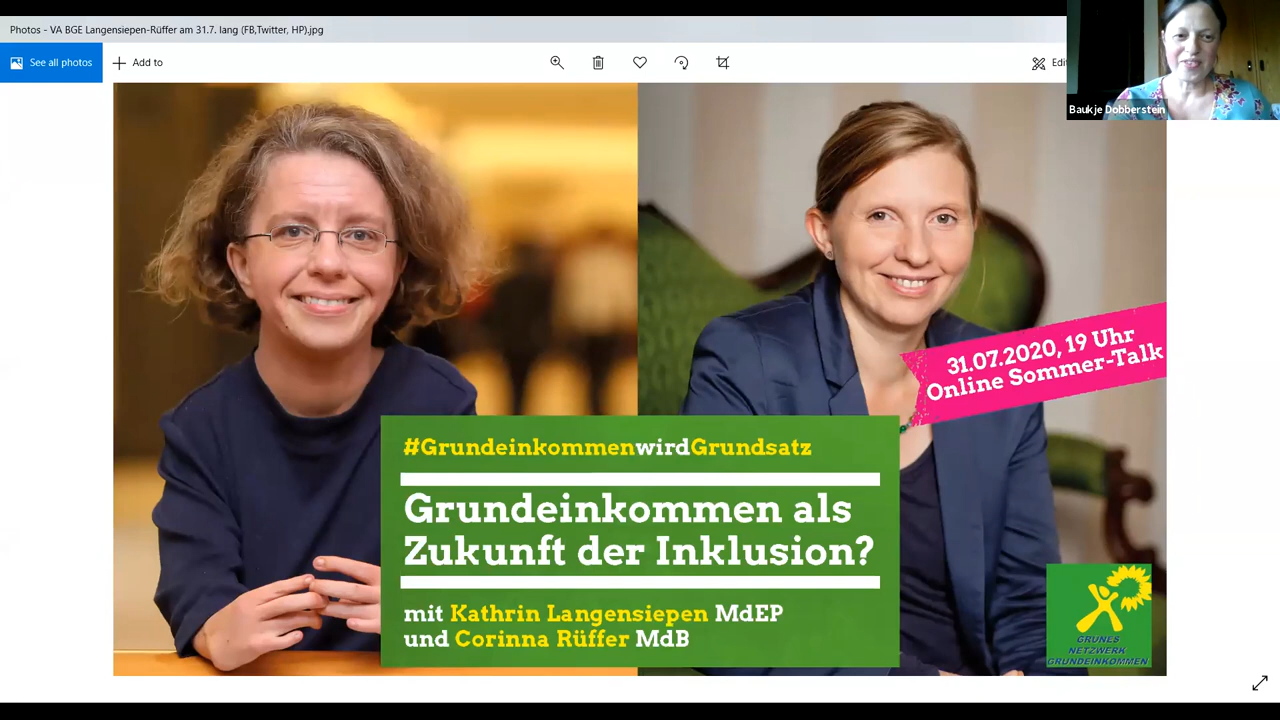 Photos - VA BGE Langensiepen-Rüffer am 31.7. lang (FB,Twitter, HP).jpg
See all photos
Add to
Baukje Dobberstein
31.07.2020, 19 Uhr
Online Sommer-Talk
#GrundeinkommenwirdGrundsatz
Grundeinkommen als
Zukunft der Inklusion?
mit Kathrin Langensiepen MdEP
und Corinna Rüffer MdB
GRÜNES
NETZWERK
GRUNDEINKOMMEN